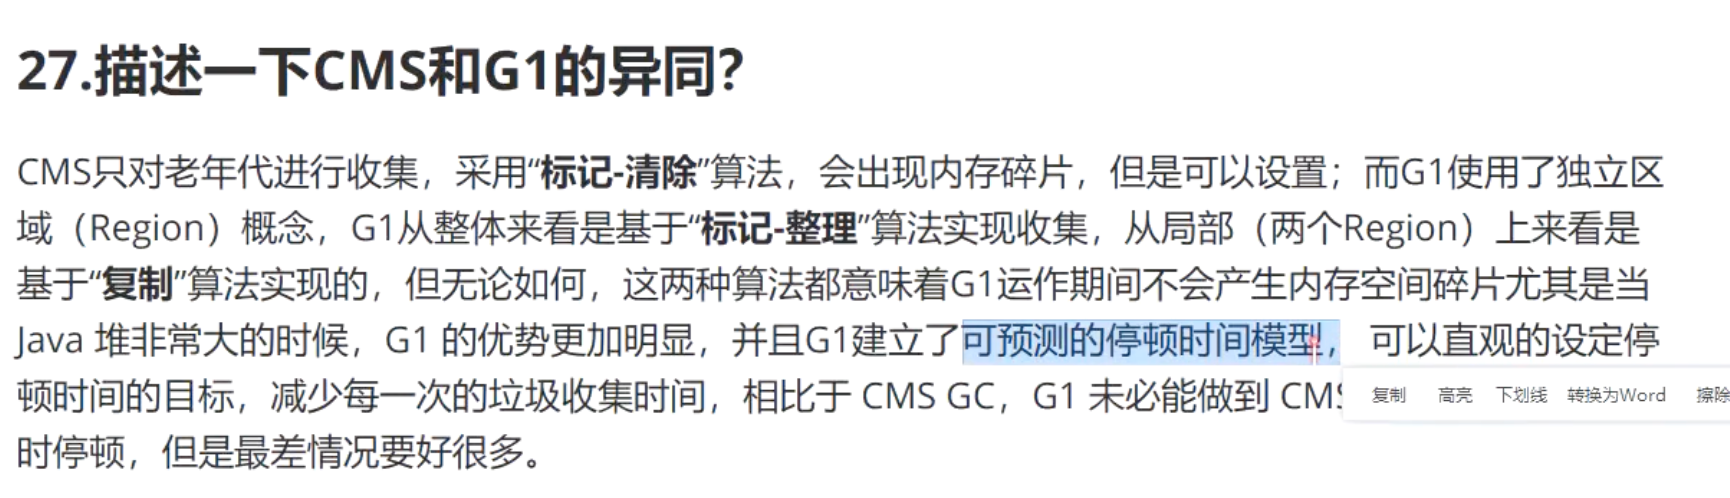 27.描述一下CMS和G1的异同？
CMS只对老年代进行收集，采用“标记-清除”算法，会出现内存碎片，但是可以设置；而G1使用了独立区
域（Region）概念，G1从整体来看是基于“标记-整理”算法实现收集，从局部（两个Region）上来看是
基于“复制”算法实现的，但无论如何，这两种算法都意味着G1运作期间不会产生内存空间碎片尤其是当
Java 堆非常大的时候，G1 的优势更加明显，并且G1建立了可预测的停顿时间模型， 可以直观的设定停
顿时间的目标，减少每一次的垃圾收集时间，相比于 CMS GC，G1 未必能做到 CMS
复制 高亮 下划线 转换为Word 擦除
时停顿，但是最差情况要好很多。